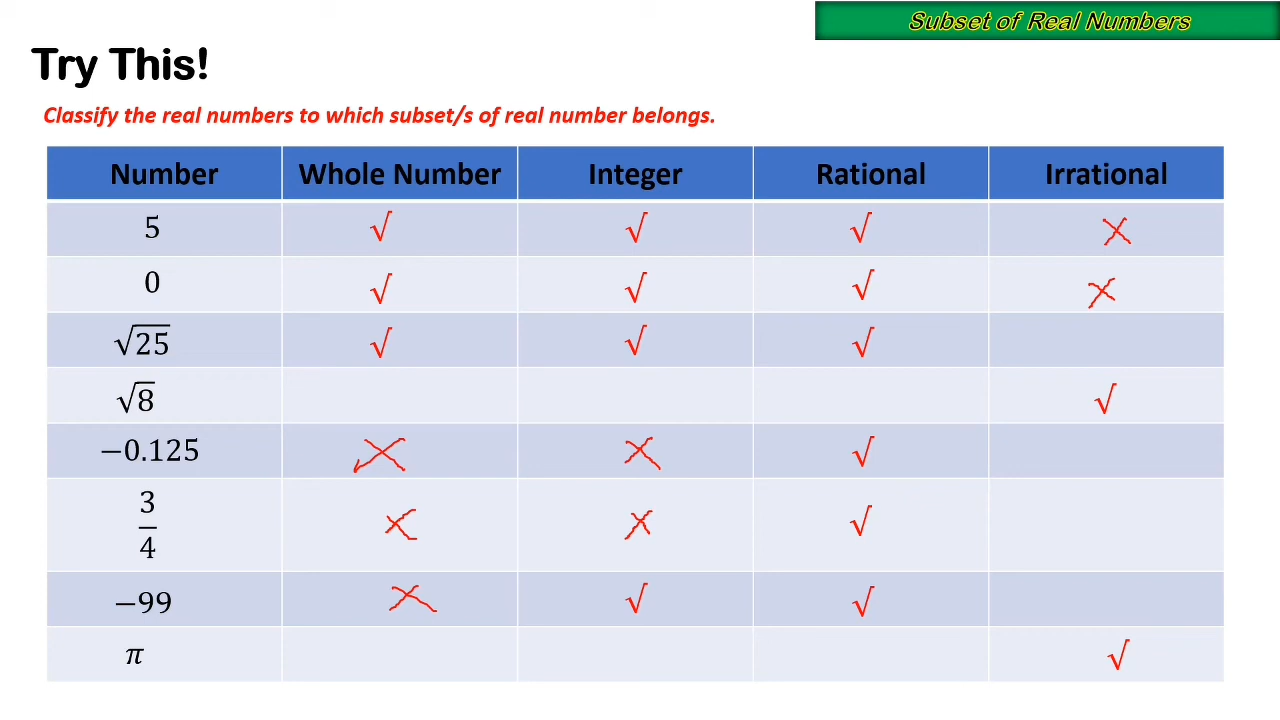 Subset of Real Numbers
Try This!
Classify the real numbers to which subset/s of real number belongs.
Number Whole Number Integer Rational Irrational
5 √ √ √ ×
0 √ √ √ ×
√25 √ √ √
√8 √
−0.125 × × √
3/4 × × √
−99 × √ √
π √